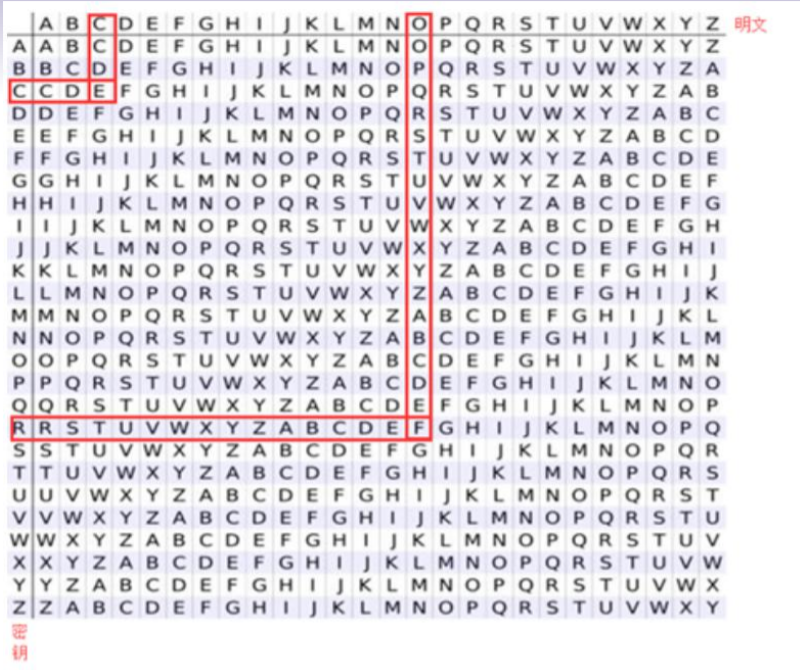 A B C D E F G H I J K L M N O P Q R S T U V W X Y Z 明文
A A B C D E F G H I J K L M N O P Q R S T U V W X Y Z
B B C D E F G H I J K L M N O P Q R S T U V W X Y Z A
C C D E F G H I J K L M N O P Q R S T U V W X Y Z A B
D D E F G H I J K L M N O P Q R S T U V W X Y Z A B C
E E F G H I J K L M N O P Q R S T U V W X Y Z A B C D
F F G H I J K L M N O P Q R S T U V W X Y Z A B C D E
G G H I J K L M N O P Q R S T U V W X Y Z A B C D E F
H H I J K L M N O P Q R S T U V W X Y Z A B C D E F G
I I J K L M N O P Q R S T U V W X Y Z A B C D E F G H
J J K L M N O P Q R S T U V W X Y Z A B C D E F G H I
K K L M N O P Q R S T U V W X Y Z A B C D E F G H I J
L L M N O P Q R S T U V W X Y Z A B C D E F G H I J K
M M N O P Q R S T U V W X Y Z A B C D E F G H I J K L
N N O P Q R S T U V W X Y Z A B C D E F G H I J K L M
O O P Q R S T U V W X Y Z A B C D E F G H I J K L M N
P P Q R S T U V W X Y Z A B C D E F G H I J K L M N O
Q Q R S T U V W X Y Z A B C D E F G H I J K L M N O P
R R S T U V W X Y Z A B C D E F G H I J K L M N O P Q
S S T U V W X Y Z A B C D E F G H I J K L M N O P Q R
T T U V W X Y Z A B C D E F G H I J K L M N O P Q R S
U U V W X Y Z A B C D E F G H I J K L M N O P Q R S T
V V W X Y Z A B C D E F G H I J K L M N O P Q R S T U
W W X Y Z A B C D E F G H I J K L M N O P Q R S T U V
X X Y Z A B C D E F G H I J K L M N O P Q R S T U V W
Y Y Z A B C D E F G H I J K L M N O P Q R S T U V W X
Z Z A B C D E F G H I J K L M N O P Q R S T U V W X Y
密
钥